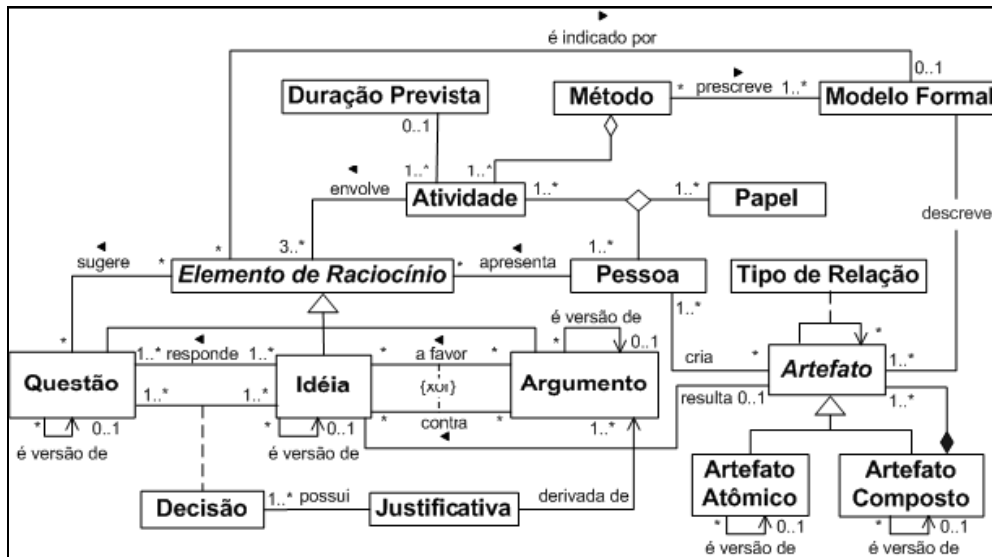 é indicado por
0..1
Duração Prevista
Método
* prescreve 1..*
Modelo Formal
0..1
envolve
1..*
1..*
Atividade
1..*
1..*
Papel
descreve
sugere
*
*
3..*
1..*
Elemento de Raciocínio
*
apresenta
Pessoa
Tipo de Relação
é versão de
1..*
1..* responde 1..*
* a favor *
*
0..1
cria
*
*
1..*
Questão
Idéia
{xor}
Argumento
Artefato
1..*
1..*
1..*
* contra *
resulta 0..1
*
0..1
*
0..1
1..*
é versão de
é versão de
Decisão
1..* possui
Justificativa
derivada de
Artefato
Atômico
Artefato
Composto
*
0..1
*
0..1
é versão de
é versão de